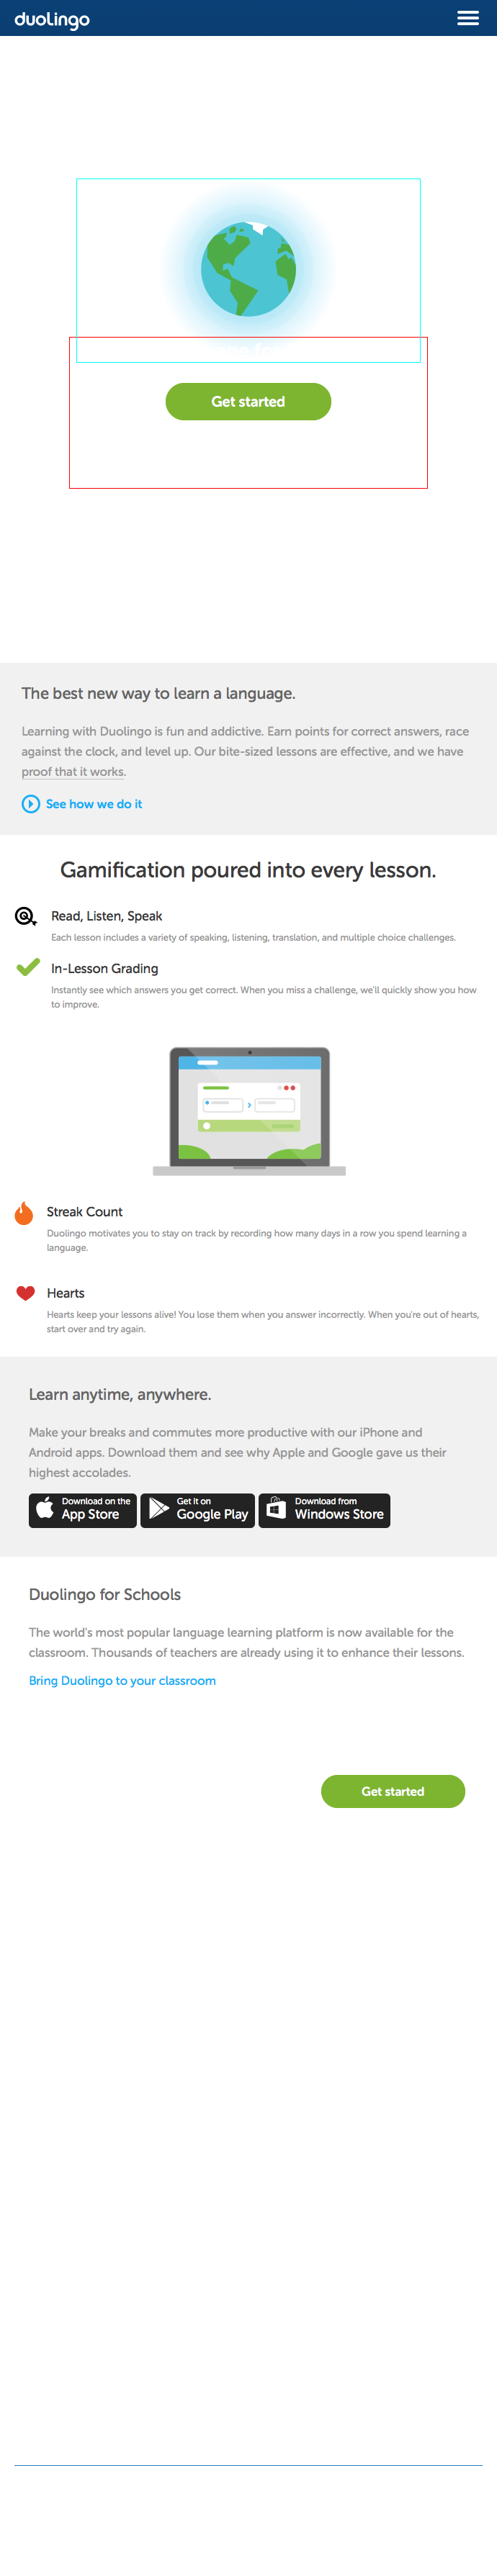 duolingo
Get started
The best new way to learn a language.
Learning with Duolingo is fun and addictive. Earn points for correct answers, race
against the clock, and level up. Our bite-sized lessons are effective, and we have
proof that it works.
See how we do it
Gamification poured into every lesson.
Read, Listen, Speak
Each lesson includes a variety of speaking, listening, translation, and multiple choice challenges.
In-Lesson Grading
Instantly see which answers you get correct. When you miss a challenge, we'll quickly show you how
to improve.
Streak Count
Duolingo motivates you to stay on track by recording how many days in a row you spend learning a
language.
Hearts
Hearts keep your lessons alive! You lose them when you answer incorrectly. When you're out of hearts,
start over and try again.
Learn anytime, anywhere.
Make your breaks and commutes more productive with our iPhone and
Android apps. Download them and see why Apple and Google gave us their
highest accolades.
Download on the
App Store
Get it on
Google Play
Download from
Windows Store
Duolingo for Schools
The world's most popular language learning platform is now available for the
classroom. Thousands of teachers are already using it to enhance their lessons.
Bring Duolingo to your classroom
Get started